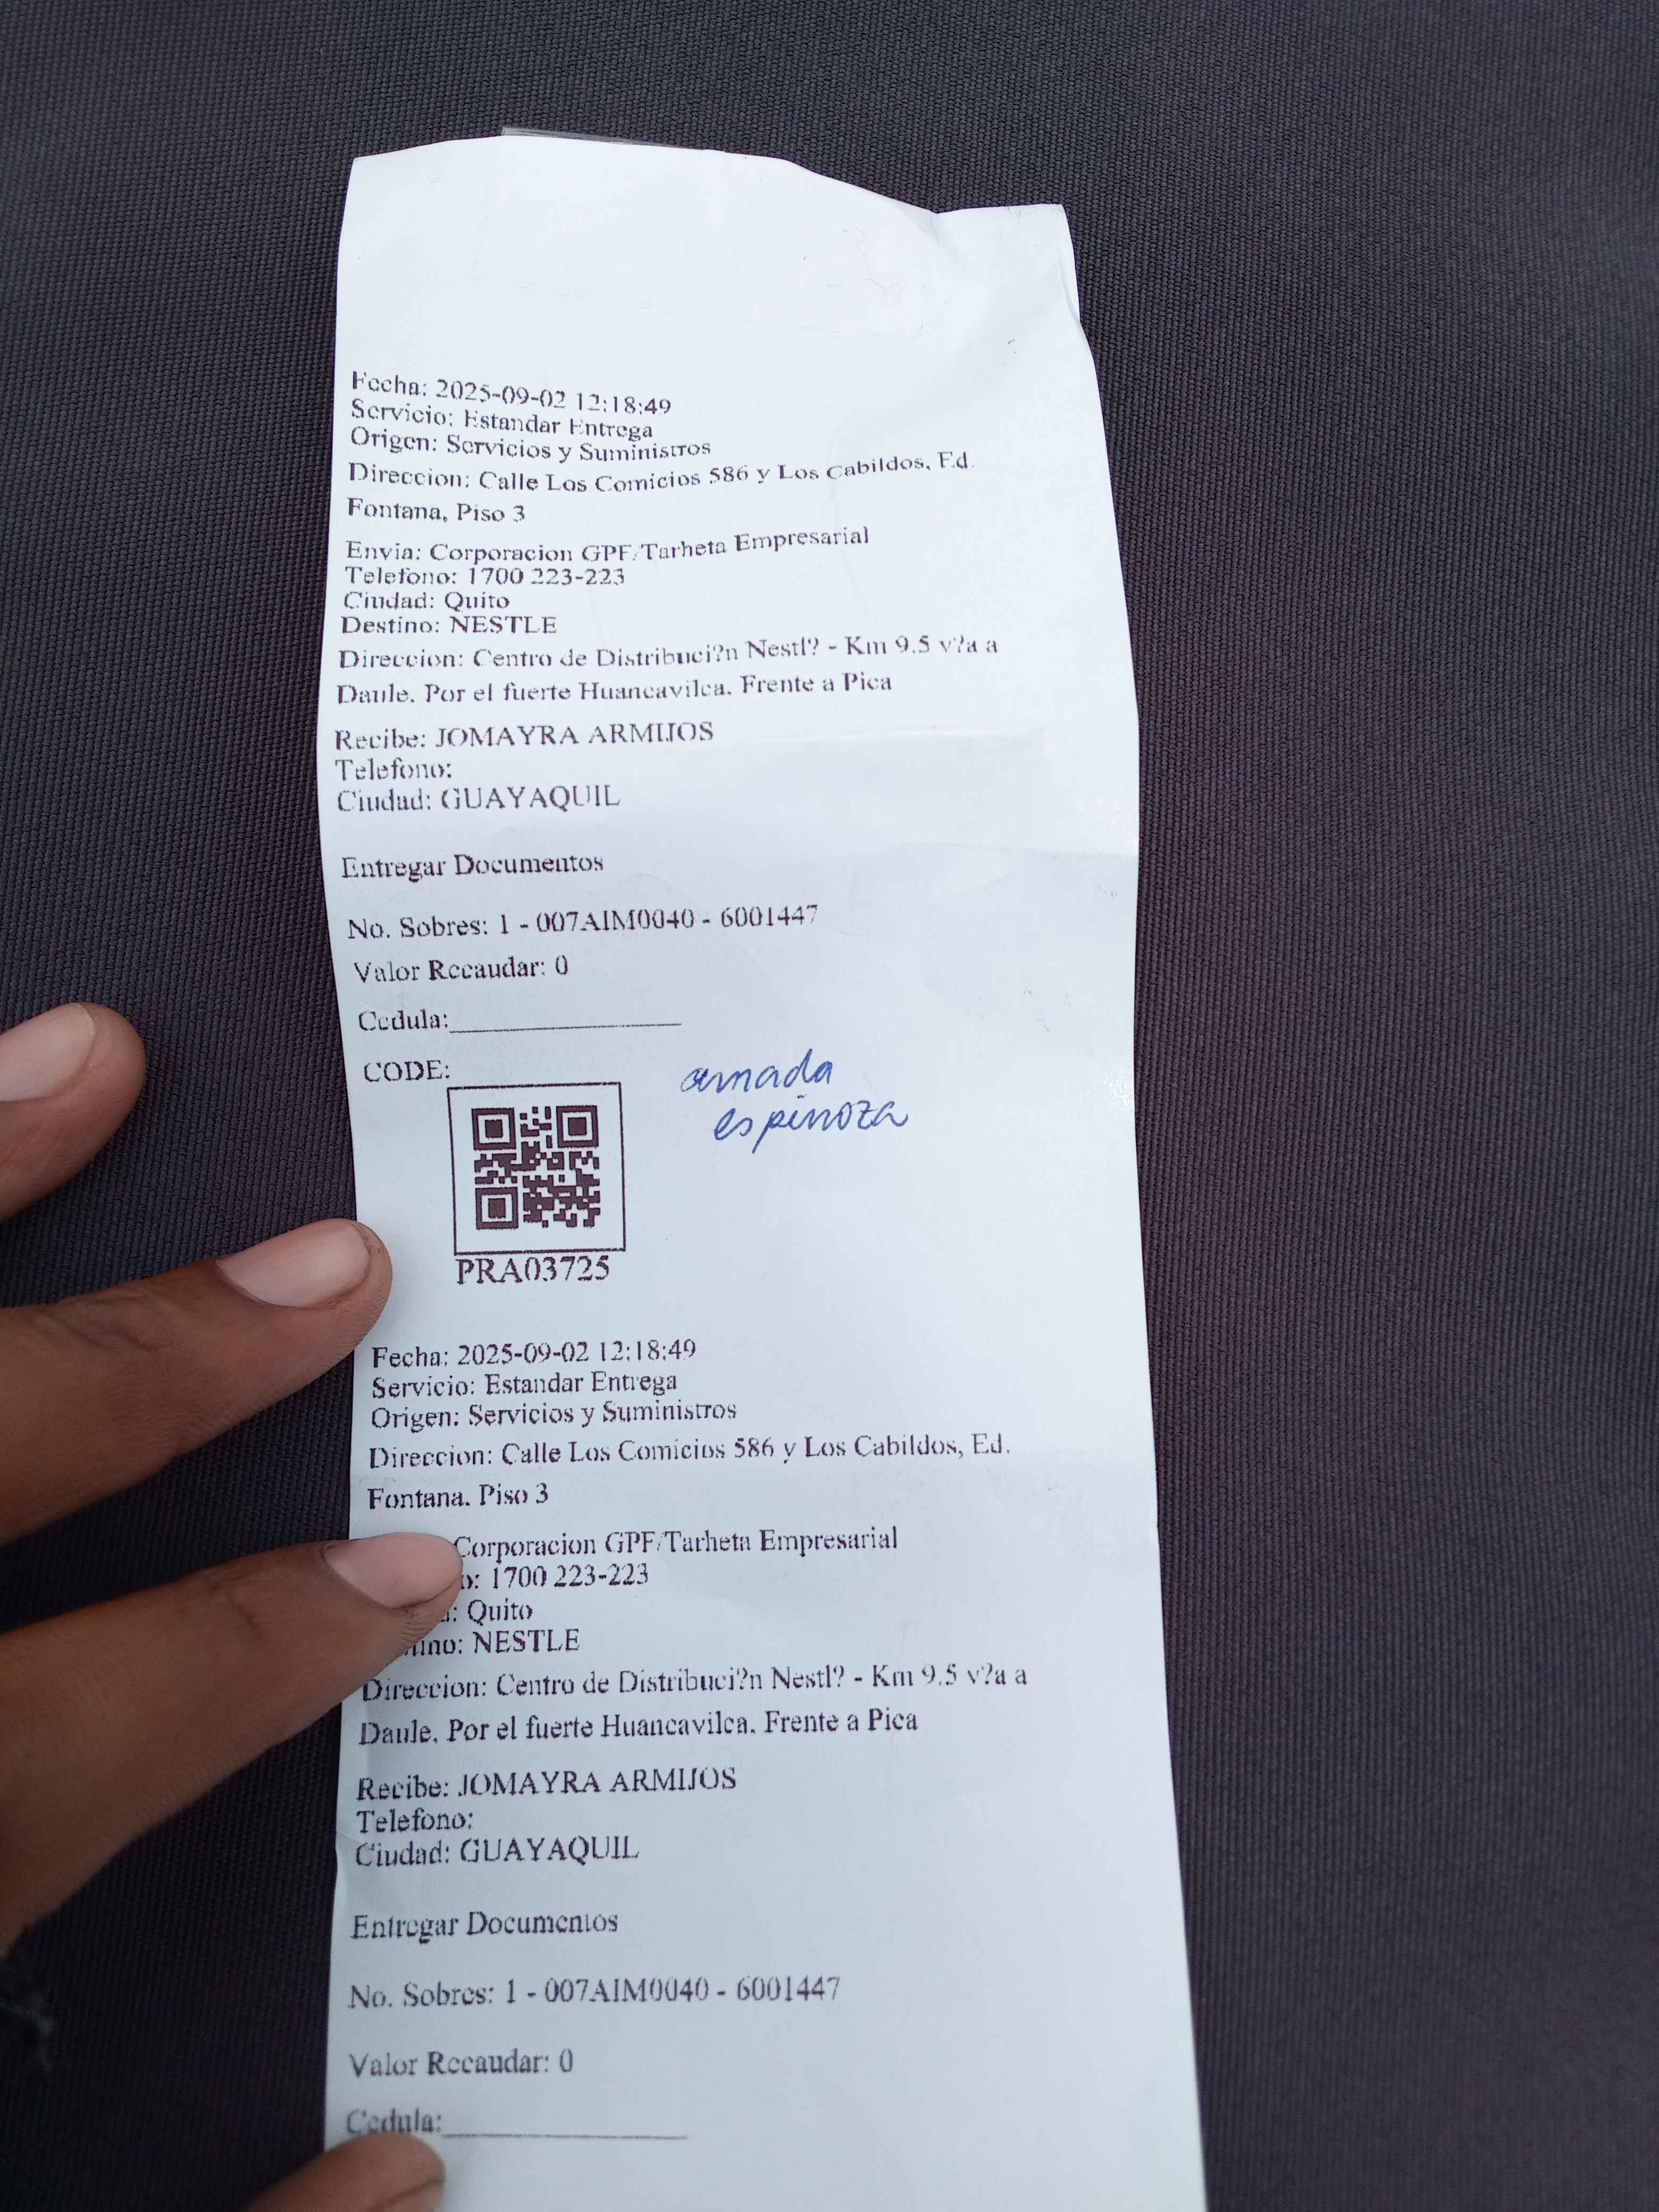 Fecha: 2025-09-02 12:18:49
Servicio: Estandar Entrega
Origen: Servicios y Suministros
Direccion: Calle Los Comicios 586 y Los Cabildos, Ed.
Fontana, Piso 3
Envia: Corporacion GPF/Tarheta Empresarial
Telefono: 1700 223-223
Ciudad: Quito
Destino: NESTLE
Direccion: Centro de Distribuci?n Nestl? - Km 9.5 v?a a
Daule. Por el fuerte Huancavilca. Frente a Pica
Recibe: JOMAYRA ARMIJOS
Telefono:
Ciudad: GUAYAQUIL
Entregar Documentos
No. Sobres: 1 - 007AIM0040 - 6001447
Valor Recaudar: 0
Cedula:
CODE:
amada
espinoza
PRA03725
Fecha: 2025-09-02 12:18:49
Servicio: Estandar Entrega
Origen: Servicios y Suministros
Direccion: Calle Los Comicios 586 y Los Cabildos, Ed.
Fontana. Piso 3
Corporacion GPF/Tarheta Empresarial
1700 223-223
Quito
NESTLE
Direccion: Centro de Distribuci?n Nestl? - Km 9.5 v?a a
Daule. Por el fuerte Huancavilca. Frente a Pica
Recibe: JOMAYRA ARMIJOS
Telefono:
Ciudad: GUAYAQUIL
Entregar Documentos
No. Sobres: 1 - 007AIM0040 - 6001447
Valor Recaudar: 0
Cedula: